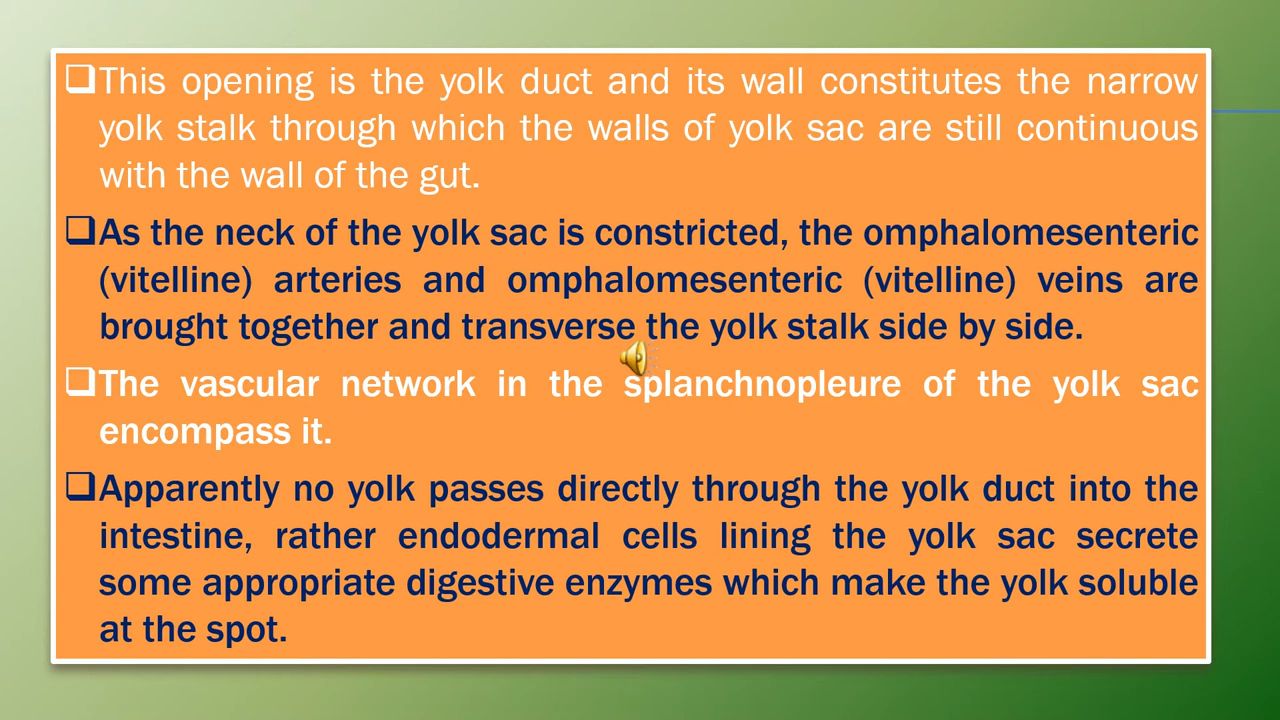 ❑This opening is the yolk duct and its wall constitutes the narrow
yolk stalk through which the walls of yolk sac are still continuous
with the wall of the gut.
❑As the neck of the yolk sac is constricted, the omphalomesenteric
(vitelline) arteries and omphalomesenteric (vitelline) veins are
brought together and transverse the yolk stalk side by side.
❑The vascular network in the splanchnopleure of the yolk sac
encompass it.
❑Apparently no yolk passes directly through the yolk duct into the
intestine, rather endodermal cells lining the yolk sac secrete
some appropriate digestive enzymes which make the yolk soluble
at the spot.